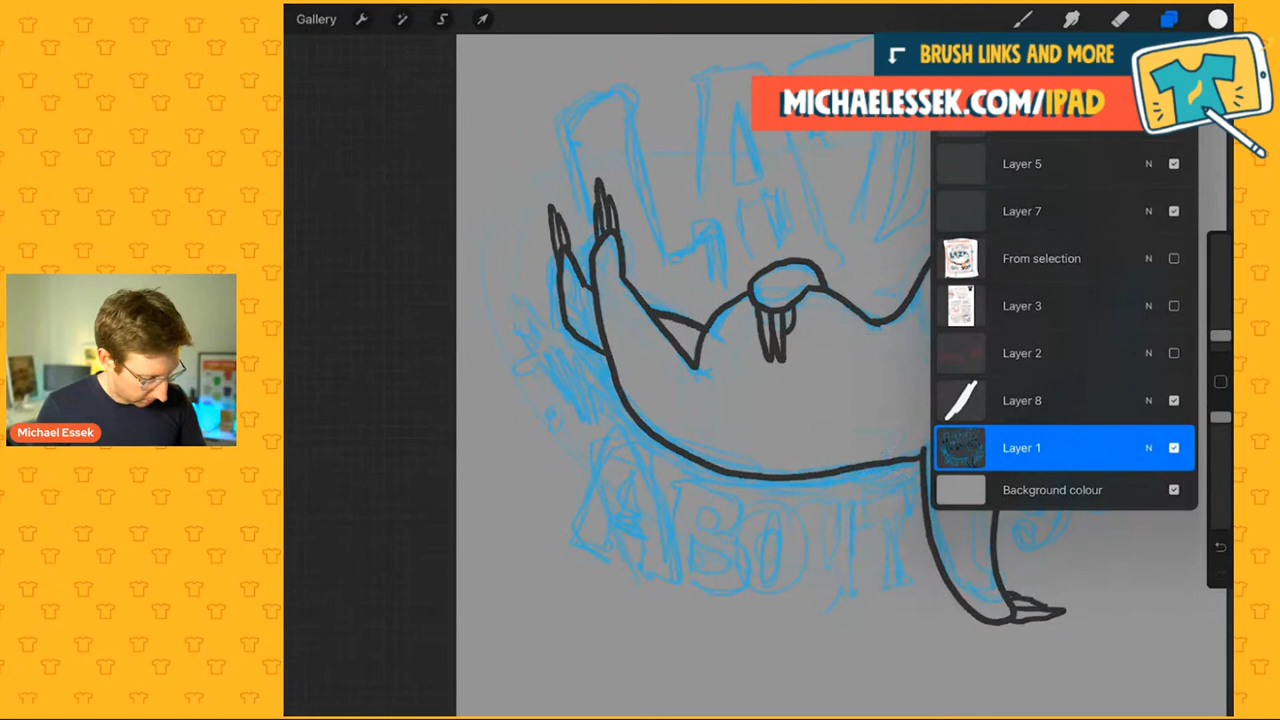 Gallery
BRUSH LINKS AND MORE
MICHAELESSEK.COM/IPAD
Layer 5 N
Layer 7 N
From selection N
Layer 3 N
Layer 2 N
Layer 8 N
Layer 1 N
Background colour
Michael Essek
ABOUT